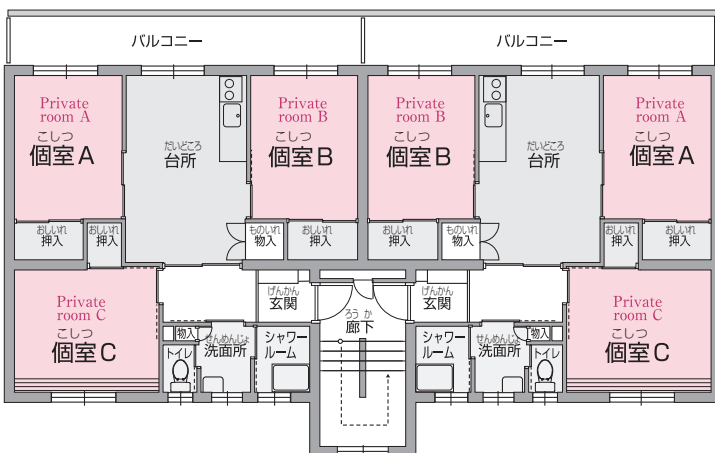 バルコニー
バルコニー
Private
room A
こしつ
個室A
だいどころ
台所
Private
room B
こしつ
個室B
Private
room B
こしつ
個室B
だいどころ
台所
Private
room A
こしつ
個室A
おしいれ
押入
おしいれ
押入
ものいれ
物入
おしいれ
押入
おしいれ
押入
ものいれ
物入
おしいれ
押入
おしいれ
押入
Private
room C
こしつ
個室C
げんかん
玄関
ろうか
廊下
げんかん
玄関
Private
room C
こしつ
個室C
物入
トイレ
せんめんじょ
洗面所
シャワー
ルーム
シャワー
ルーム
せんめんじょ
洗面所
物入
トイレ